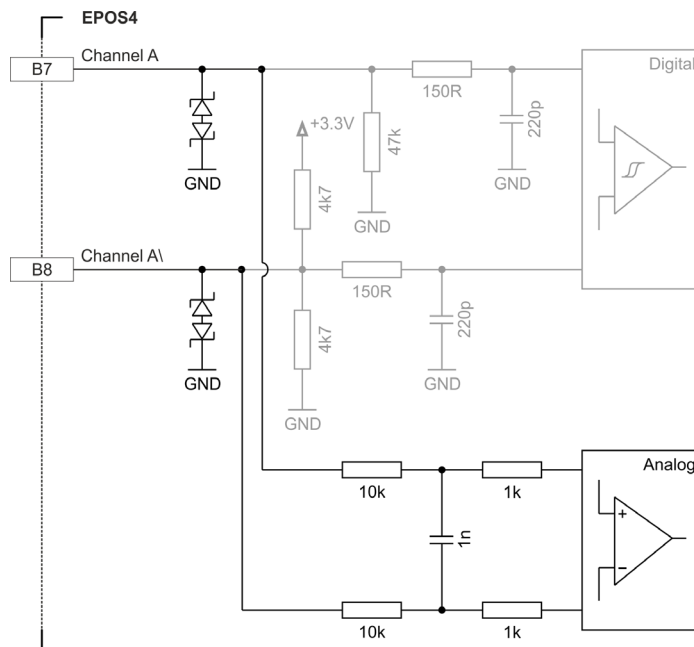 EPOS4
B7
Channel A
Digital
150R
220p
+3.3V
47k
GND
GND
GND
4k7
B8
Channel A\
150R
220p
4k7
GND
GND
GND
Analog
10k
1k
+
1n
−
10k
1k